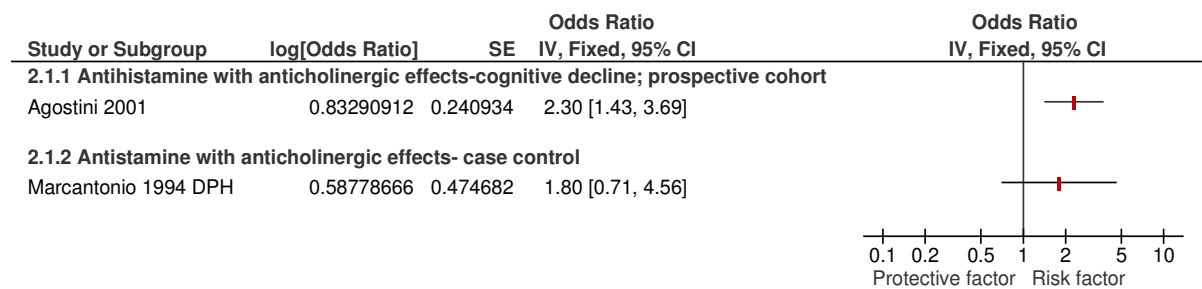 Odds Ratio Odds Ratio
Study or Subgroup log[Odds Ratio] SE IV, Fixed, 95% CI IV, Fixed, 95% CI
2.1.1 Antihistamine with anticholinergic effects-cognitive decline; prospective cohort
Agostini 2001 0.83290912 0.240934 2.30 [1.43, 3.69]
2.1.2 Antistamine with anticholinergic effects- case control
Marcantonio 1994 DPH 0.58778666 0.474682 1.80 [0.71, 4.56]
0.1 0.2 0.5 1 2 5 10
Protective factor Risk factor